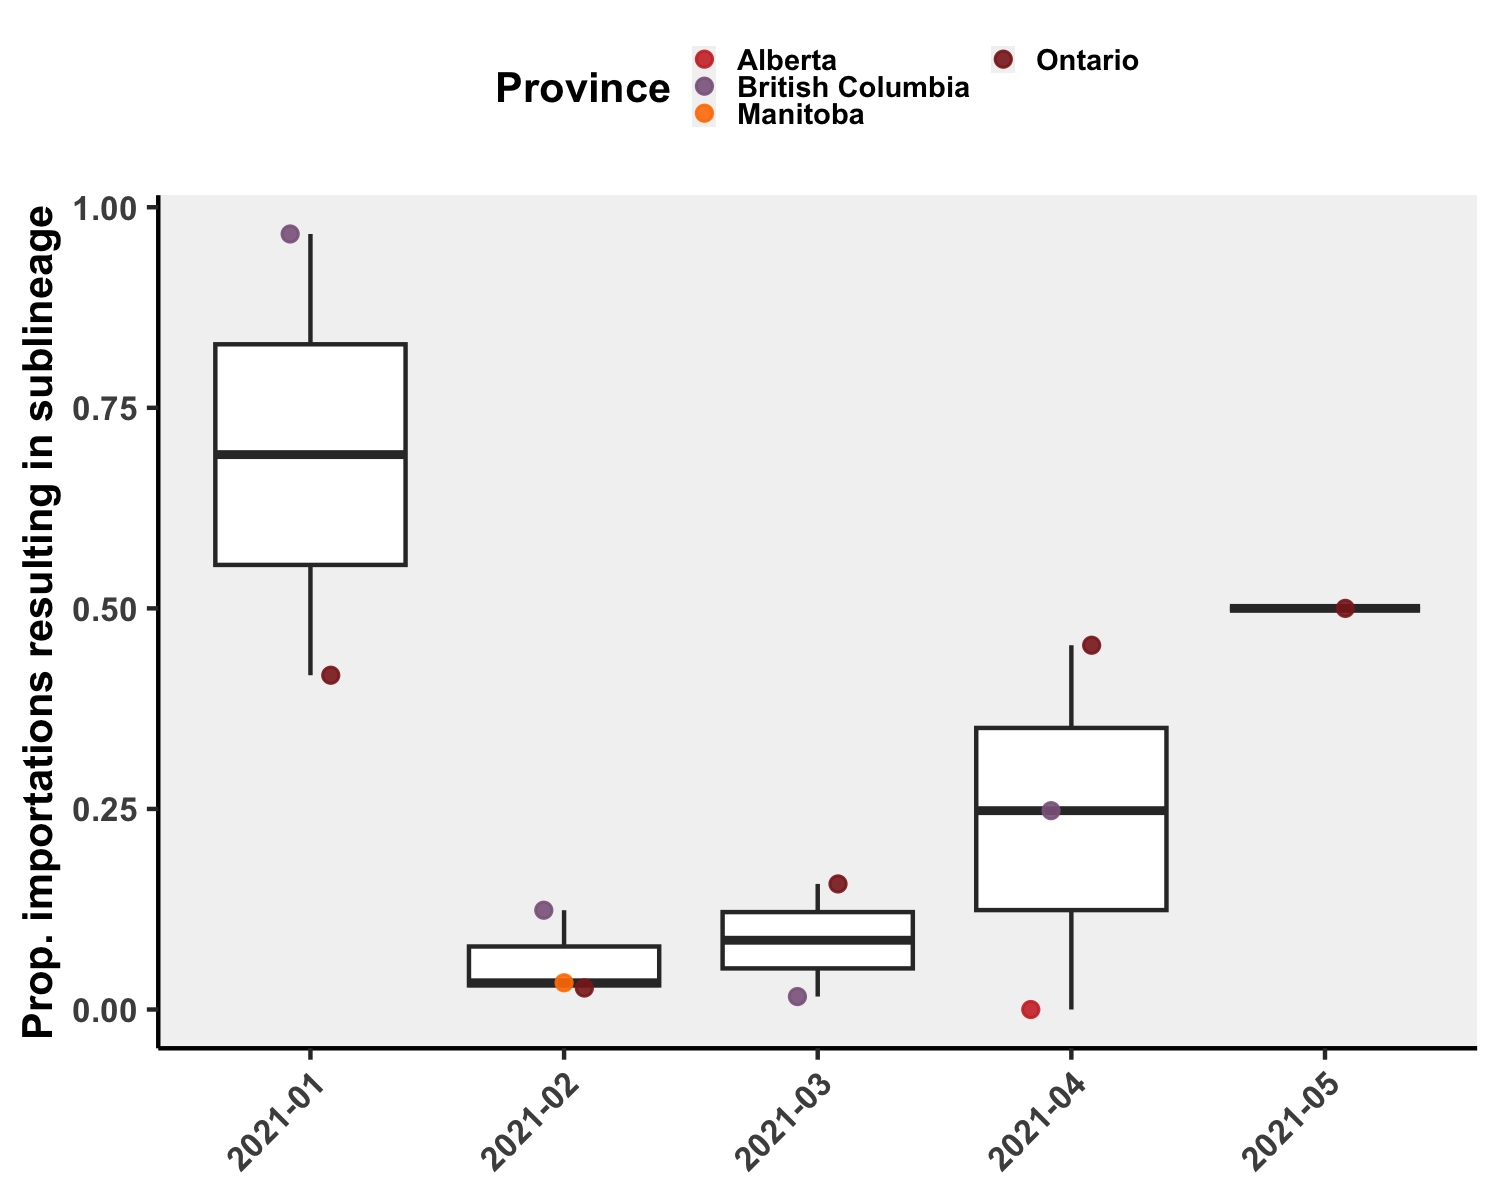 Province
Alberta
British Columbia
Manitoba
Ontario
Prop. importations resulting in sublineage
1.00
0.75
0.50
0.25
0.00
2021-01
2021-02
2021-03
2021-04
2021-05